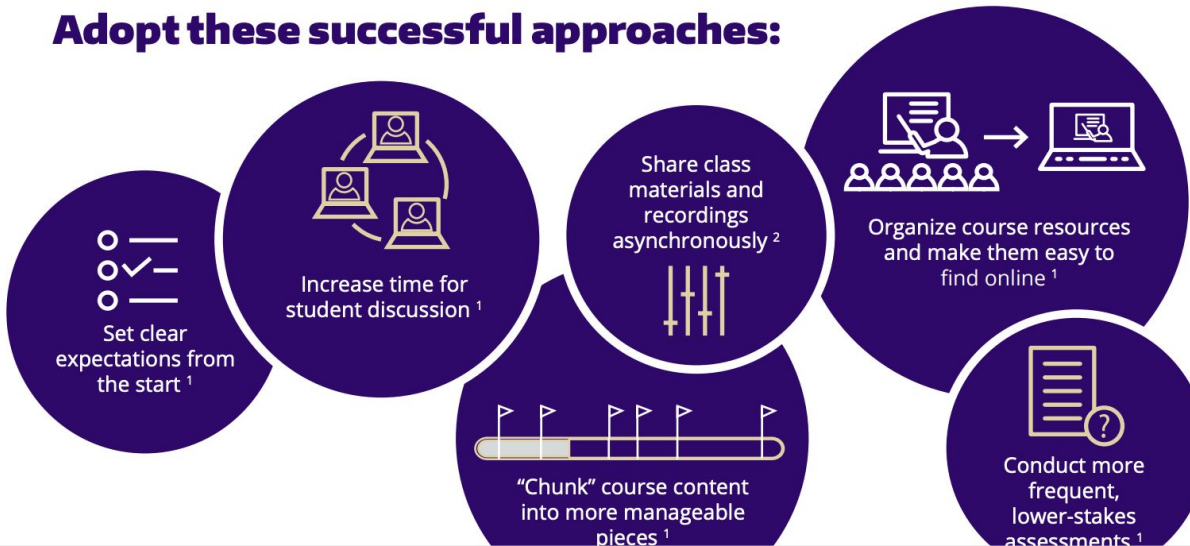 Adopt these successful approaches:
Set clear
expectations from
the start ¹
Increase time for
student discussion ¹
Share class
materials and
recordings
asynchronously ²
"Chunk" course content
into more manageable
pieces ¹
Organize course resources
and make them easy to
find online ¹
?
Conduct more
frequent,
lower-stakes
assessments ¹